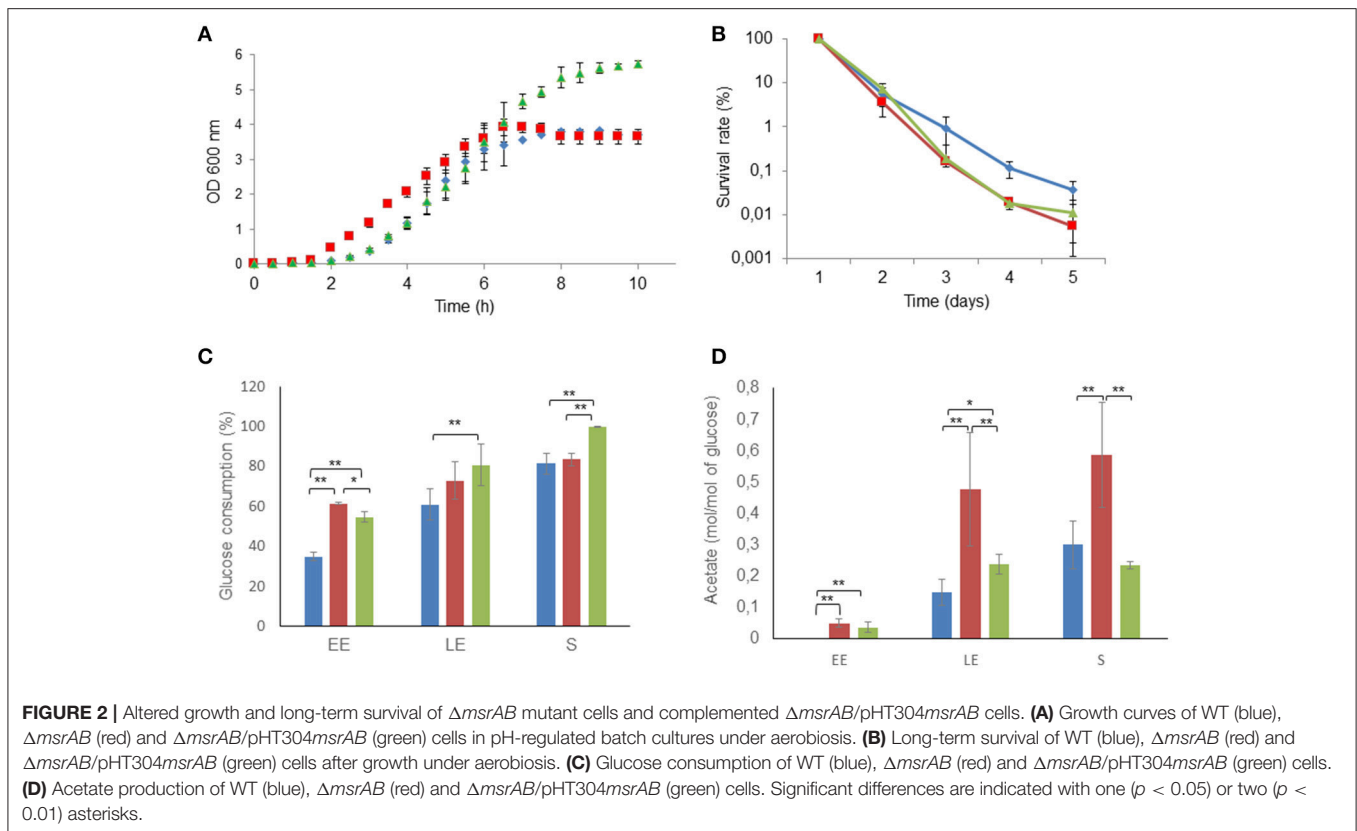 A
OD 600 nm
6
5
4
3
2
1
0
0 2 4 6 8 10
Time (h)
B
Survival rate (%)
100
10
1
0,1
0,01
0,001
1 2 3 4 5
Time (days)
C
Glucose consumption (%)
120
100
80
60
40
20
0
** ** *
**
** **
EE LE S
D
Acetate (mol/mol of glucose)
0,8
0,7
0,6
0,5
0,4
0,3
0,2
0,1
0
** **
* ** **
** **
EE LE S
FIGURE 2 | Altered growth and long-term survival of ΔmsrAB mutant cells and complemented ΔmsrAB/pHT304msrAB cells. (A) Growth curves of WT (blue),
ΔmsrAB (red) and ΔmsrAB/pHT304msrAB (green) cells in pH-regulated batch cultures under aerobiosis. (B) Long-term survival of WT (blue), ΔmsrAB (red) and
ΔmsrAB/pHT304msrAB (green) cells after growth under aerobiosis. (C) Glucose consumption of WT (blue), ΔmsrAB (red) and ΔmsrAB/pHT304msrAB (green) cells.
(D) Acetate production of WT (blue), ΔmsrAB (red) and ΔmsrAB/pHT304msrAB (green) cells. Significant differences are indicated with one (p < 0.05) or two (p <
0.01) asterisks.